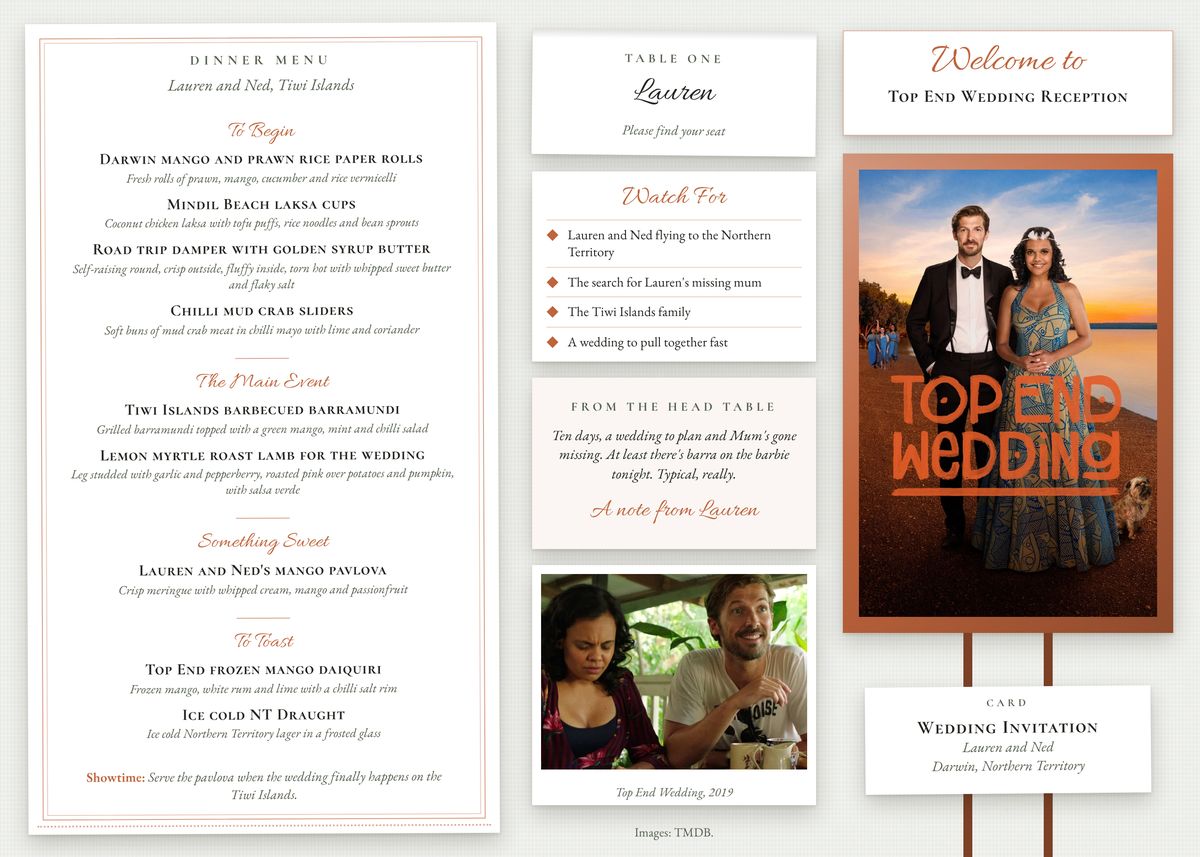 DINNER MENU
Lauren and Ned, Tiwi Islands
To Begin
Darwin mango and prawn rice paper rolls
Fresh rolls of prawn, mango, cucumber and rice vermicelli
Mindil Beach laksa cups
Coconut chicken laksa with tofu puffs, rice noodles and bean sprouts
Road trip damper with golden syrup butter
Self-raising round, crisp outside, fluffy inside, torn hot with whipped sweet butter
and flaky salt
Chilli mud crab sliders
Soft buns of mud crab meat in chilli mayo with lime and coriander
The Main Event
Tiwi Islands barbecued barramundi
Grilled barramundi topped with a green mango, mint and chilli salad
Lemon myrtle roast lamb for the wedding
Leg studded with garlic and pepperberry, roasted pink over potatoes and pumpkin,
with salsa verde
Something Sweet
Lauren and Ned's mango pavlova
Crisp meringue with whipped cream, mango and passionfruit
To Toast
Top End frozen mango daiquiri
Frozen mango, white rum and lime with a chilli salt rim
Ice cold NT Draught
Ice cold Northern Territory lager in a frosted glass
Showtime: Serve the pavlova when the wedding finally happens on the
Tiwi Islands.
TABLE ONE
Lauren
Please find your seat
Watch For
Lauren and Ned flying to the Northern
Territory
The search for Lauren's missing mum
The Tiwi Islands family
A wedding to pull together fast
FROM THE HEAD TABLE
Ten days, a wedding to plan and Mum's gone
missing. At least there's barra on the barbie
tonight. Typical, really.
A note from Lauren
Top End Wedding, 2019
Images: TMDB.
Welcome to
Top End Wedding Reception
TOP END
WeDDiNg
CARD
Wedding Invitation
Lauren and Ned
Darwin, Northern Territory